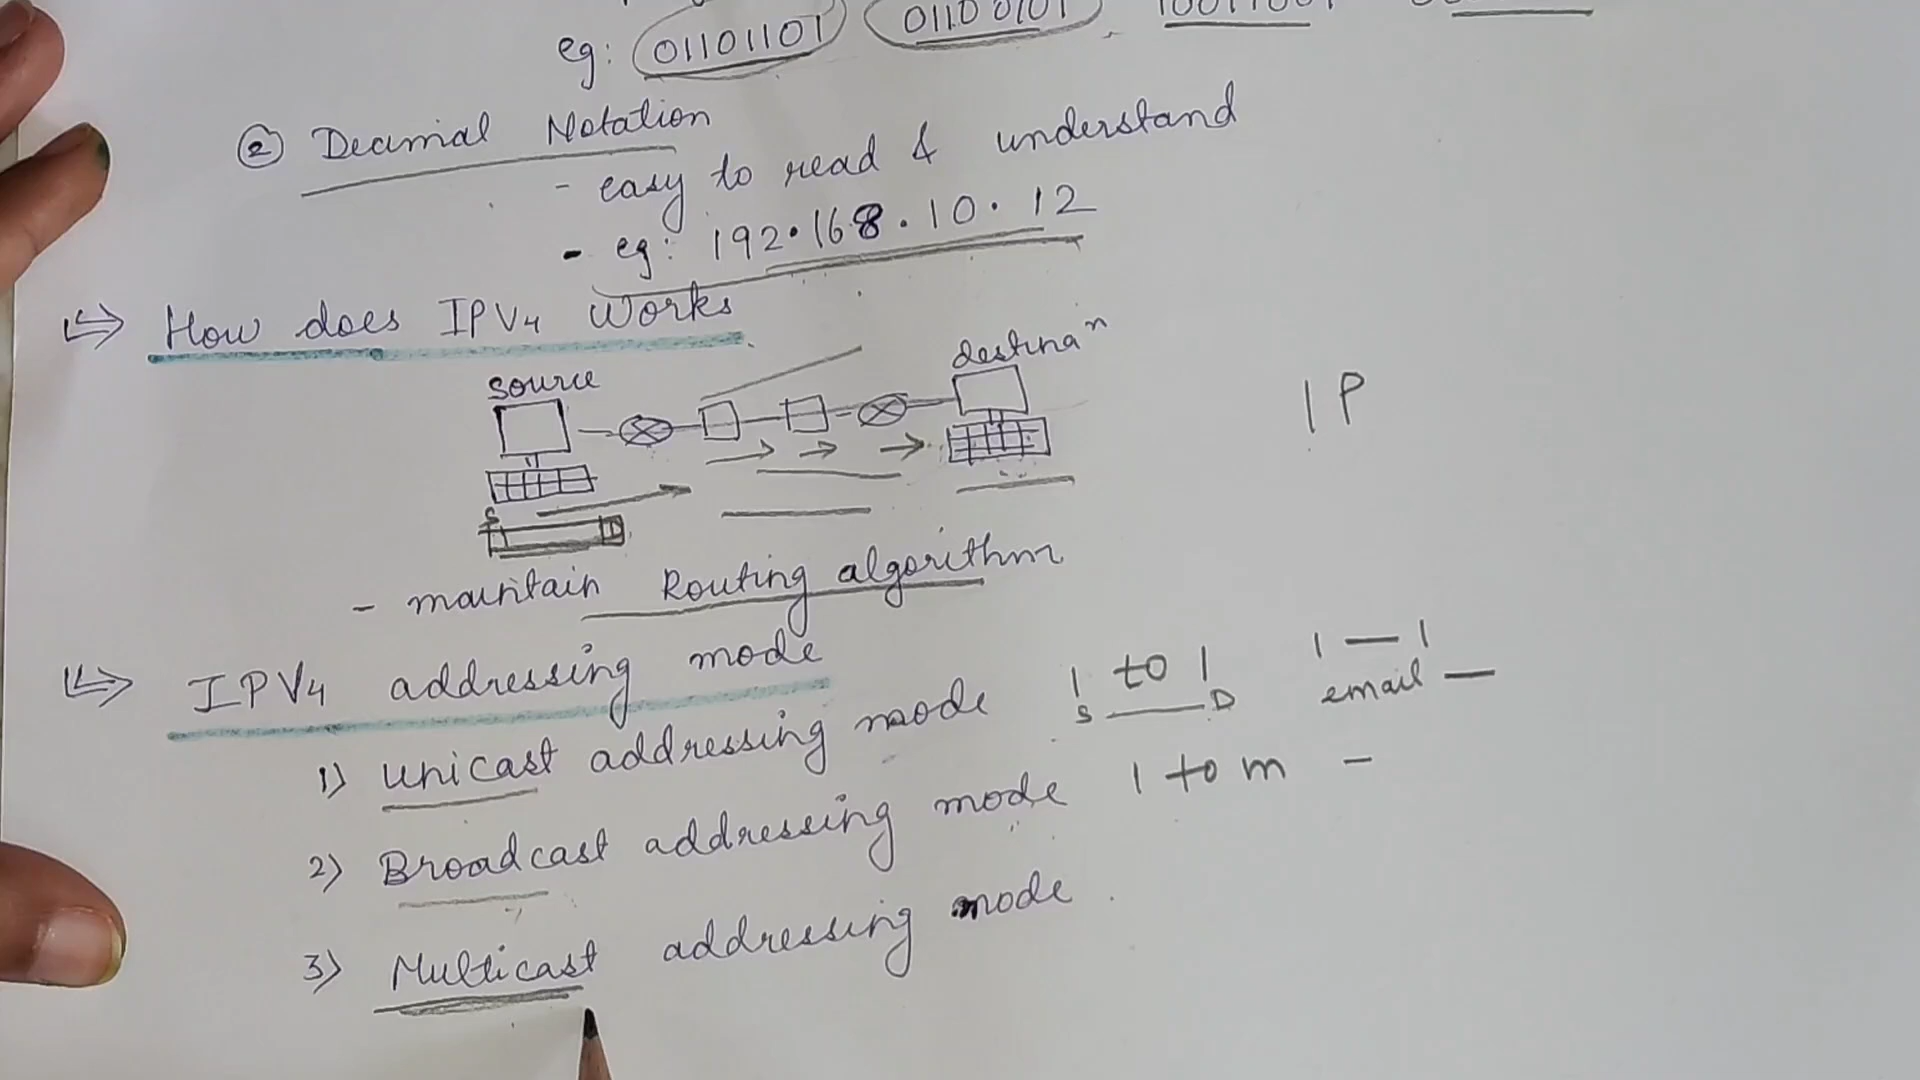 eg: 01101101 01100101
② Decimal Notation
- easy to read & understand
- eg: 192.168.10.12
How does IPV4 Works
source destinaⁿ
IP
S D
- maintain Routing algorithm
IPV4 addressing mode
1) Unicast addressing mode 1 to 1 1 — 1
S — D email —
2) Broadcast addressing mode 1 to m -
3) Multicast addressing mode